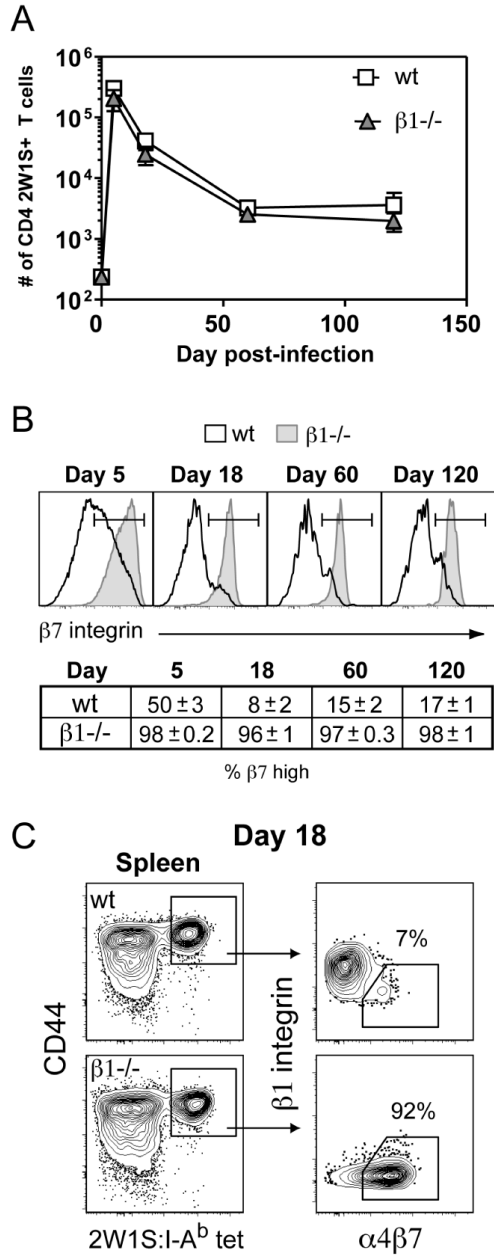 A
# of CD4 2W1S+ T cells
10^6
10^5
10^4
10^3
10^2
wt
β1-/-
0
50
100
150
Day post-infection
B
wt β1-/-
Day 5 Day 18 Day 60 Day 120
β7 integrin
Day 5 18 60 120
wt 50±3 8±2 15±2 17±1
β1-/- 98±0.2 96±1 97±0.3 98±1
% β7 high
C
Day 18
Spleen
wt
7%
CD44
β1 integrin
β1-/-
92%
2W1S:I-A^b tet
α4β7